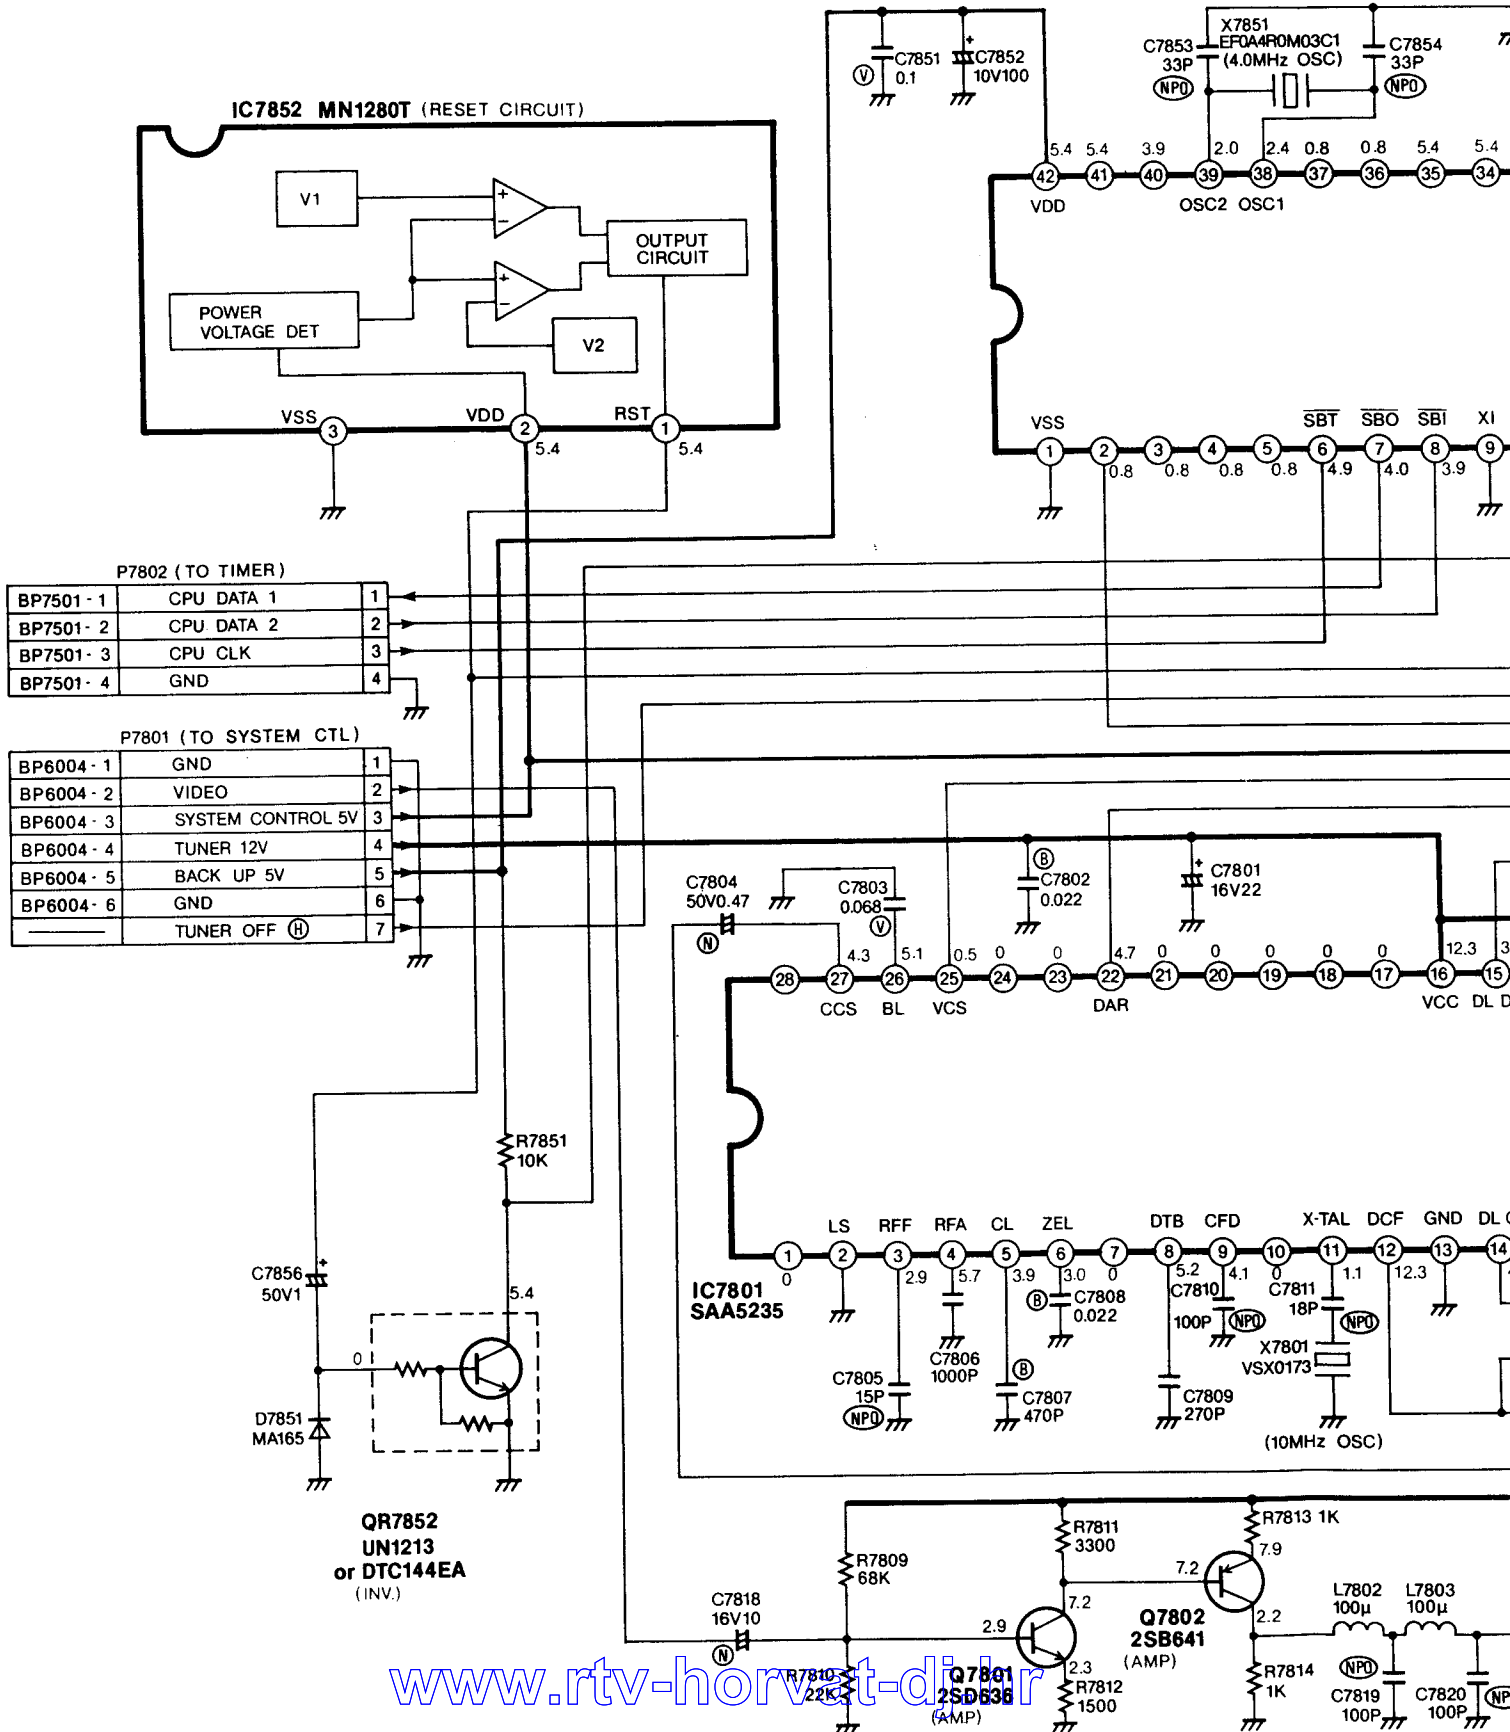 X7851
EF0A4R0M03C1
(4.0MHz OSC)
C7853
33P
NPO
C7854
33P
NPO
C7851
0.1
V
+
C7852
10V100
IC7852 MN1280T (RESET CIRCUIT)
V1
+
−
OUTPUT
CIRCUIT
+
−
POWER
VOLTAGE DET
V2
VSS
3
VDD
2
5.4
RST
1
5.4
5.4 5.4 3.9 2.0 2.4 0.8 0.8 5.4 5.4
42 41 40 39 38 37 36 35 34
VDD OSC2 OSC1
VSS SBT SBO SBI XI
1 2 3 4 5 6 7 8 9
0.8 0.8 0.8 0.8 4.9 4.0 3.9
P7802 (TO TIMER)
BP7501-1 CPU DATA 1 1
BP7501-2 CPU DATA 2 2
BP7501-3 CPU CLK 3
BP7501-4 GND 4
P7801 (TO SYSTEM CTL)
BP6004-1 GND 1
BP6004-2 VIDEO 2
BP6004-3 SYSTEM CONTROL 5V 3
BP6004-4 TUNER 12V 4
BP6004-5 BACK UP 5V 5
BP6004-6 GND 6
TUNER OFF H 7
C7804
50V0.47
N
C7803
0.068
V
B
C7802
0.022
+
C7801
16V22
4.3 5.1 0.5 0 0 4.7 0 0 0 0 0 12.3 3
28 27 26 25 24 23 22 21 20 19 18 17 16 15
CCS BL VCS DAR VCC DL D
R7851
10K
LS RFF RFA CL ZEL DTB CFD X-TAL DCF GND DL
1 2 3 4 5 6 7 8 9 10 11 12 13 14
0 2.9 5.7 3.9 3.0 0 5.2 4.1 0 1.1 12.3
IC7801
SAA5235
C7805
15P
NPO
C7806
1000P
B
C7807
470P
B
C7808
0.022
C7809
270P
C7810
100P
NPO
C7811
18P
NPO
X7801
VSX0173
(10MHz OSC)
+
C7856
50V1
5.4
0
D7851
MA165
QR7852
UN1213
or DTC144EA
(INV.)
R7809
68K
R7811
3300
R7813 1K
7.9
7.2
C7818
16V10
N
2.9
7.2
Q7802
2SB641
(AMP)
2.2
L7802
100μ
L7803
100μ
R7810
22K
Q7801
2SD636
(AMP)
2.3
R7812
1500
R7814
1K
NPO
C7819
100P
C7820
100P
NP
www.rtv-horvat-dj.hr